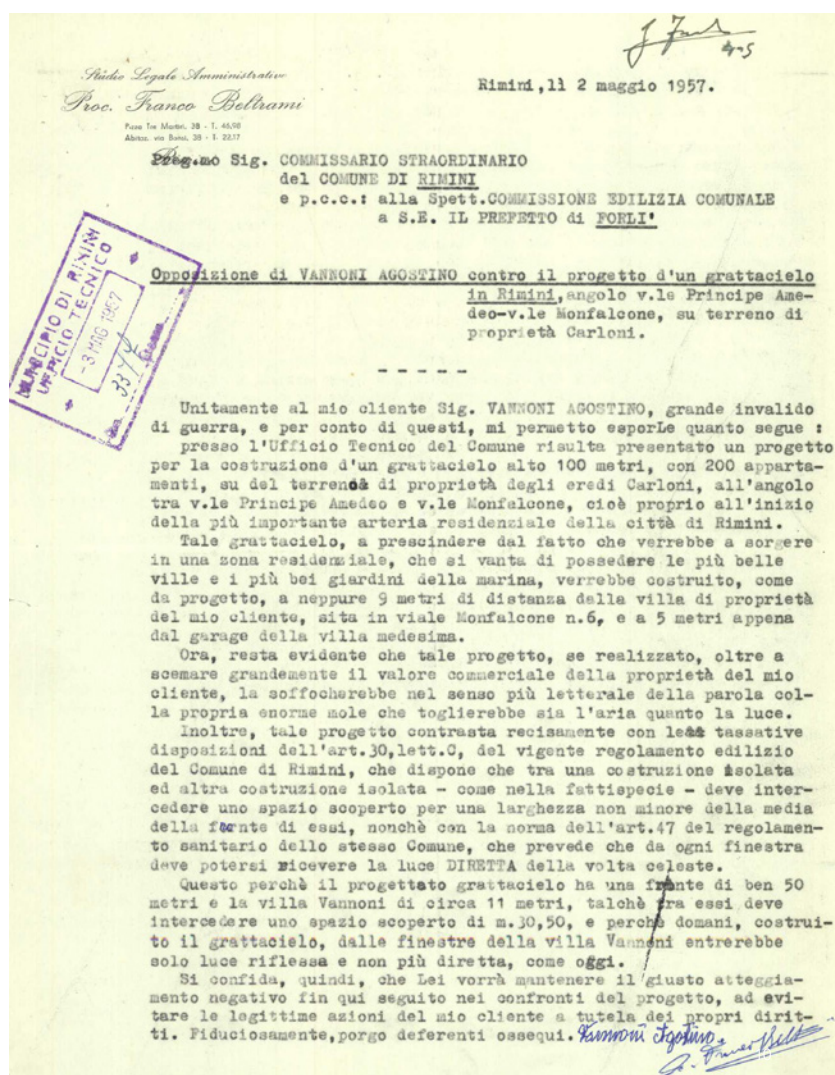 Studio Legale Amministrativo
Proc. Franco Beltrami
Piazza Tre Martiri, 38 - T. 46,98
Abitaz. via Bonsi, 38 - T. 22,17
Rimini,lì 2 maggio 1957.
Preg.mo Sig. COMMISSARIO STRAORDINARIO
del COMUNE DI RIMINI
e p.c.c.: alla Spett.COMMISSIONE EDILIZIA COMUNALE
a S.E. IL PREFETTO di FORLI'
MUNICIPIO DI RIMINI
UFFICIO TECNICO
-3 MAG 1957
Opposizione di VANNONI AGOSTINO contro il progetto d'un grattacielo
in Rimini,angolo v.le Principe Ame-
deo-v.le Monfalcone, su terreno di
proprietà Carloni.
- - - - -
Unitamente al mio cliente Sig. VANNONI AGOSTINO, grande invalido
di guerra, e per conto di questi, mi permetto esporLe quanto segue :
presso l'Ufficio Tecnico del Comune risulta presentato un progetto
per la costruzione d'un grattacielo alto 100 metri, con 200 apparta-
menti, su del terreno di proprietà degli eredi Carloni, all'angolo
tra v.le Principe Amedeo e v.le Monfalcone, cioè proprio all'inizio
della più importante arteria residenziale della città di Rimini.
Tale grattacielo, a prescindere dal fatto che verrebbe a sorgere
in una zona residenziale, che si vanta di possedere le più belle
ville e i più bei giardini della marina, verrebbe costruito, come
da progetto, a neppure 9 metri di distanza dalla villa di proprietà
del mio cliente, sita in viale Monfalcone n.6, e a 5 metri appena
dal garage della villa medesima.
Ora, resta evidente che tale progetto, se realizzato, oltre a
scemare grandemente il valore commerciale della proprietà del mio
cliente, la soffocherebbe nel senso più letterale della parola col-
la propria enorme mole che toglierebbe sia l'aria quanto la luce.
Inoltre, tale progetto contrasta recisamente con le tassative
disposizioni dell'art.30,lett.C, del vigente regolamento edilizio
del Comune di Rimini, che dispone che tra una costruzione isolata
ed altra costruzione isolata - come nella fattispecie - deve inter-
cedere uno spazio scoperto per una larghezza non minore della media
della fronte di essi, nonchè con la norma dell'art.47 del regolamen-
to sanitario dello stesso Comune, che prevede che da ogni finestra
deve potersi ricevere la luce DIRETTA della volta celeste.
Questo perchè il progettato grattacielo ha una fronte di ben 50
metri e la villa Vannoni di circa 11 metri, talchè fra essi deve
intercedere uno spazio scoperto di m.30,50, e perchè domani, costrui-
to il grattacielo, dalle finestre della villa Vannoni entrerebbe
solo luce riflessa e non più diretta, come oggi.
Si confida, quindi, che Lei vorrà mantenere il giusto atteggia-
mento negativo fin qui seguito nei confronti del progetto, ad evi-
tare le legittime azioni del mio cliente a tutela dei propri dirit-
ti. Fiduciosamente,porgo deferenti ossequi. Vannoni Agostino